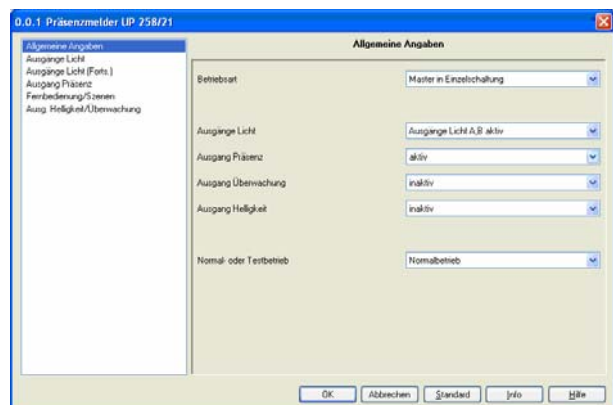 0.0.1 Präsenzmelder UP 258/21
Allgemeine Angaben
Ausgänge Licht
Ausgänge Licht (Forts.)
Ausgang Präsenz
Fernbedienung/Szenen
Ausg. Helligkeit/Überwachung
Allgemeine Angaben
Betriebsart Master in Einzelschaltung
Ausgänge Licht Ausgänge Licht A,B aktiv
Ausgang Präsenz aktiv
Ausgang Überwachung inaktiv
Ausgang Helligkeit inaktiv
Normal- oder Testbetrieb Normalbetrieb
OK Abbrechen Standard Info Hilfe